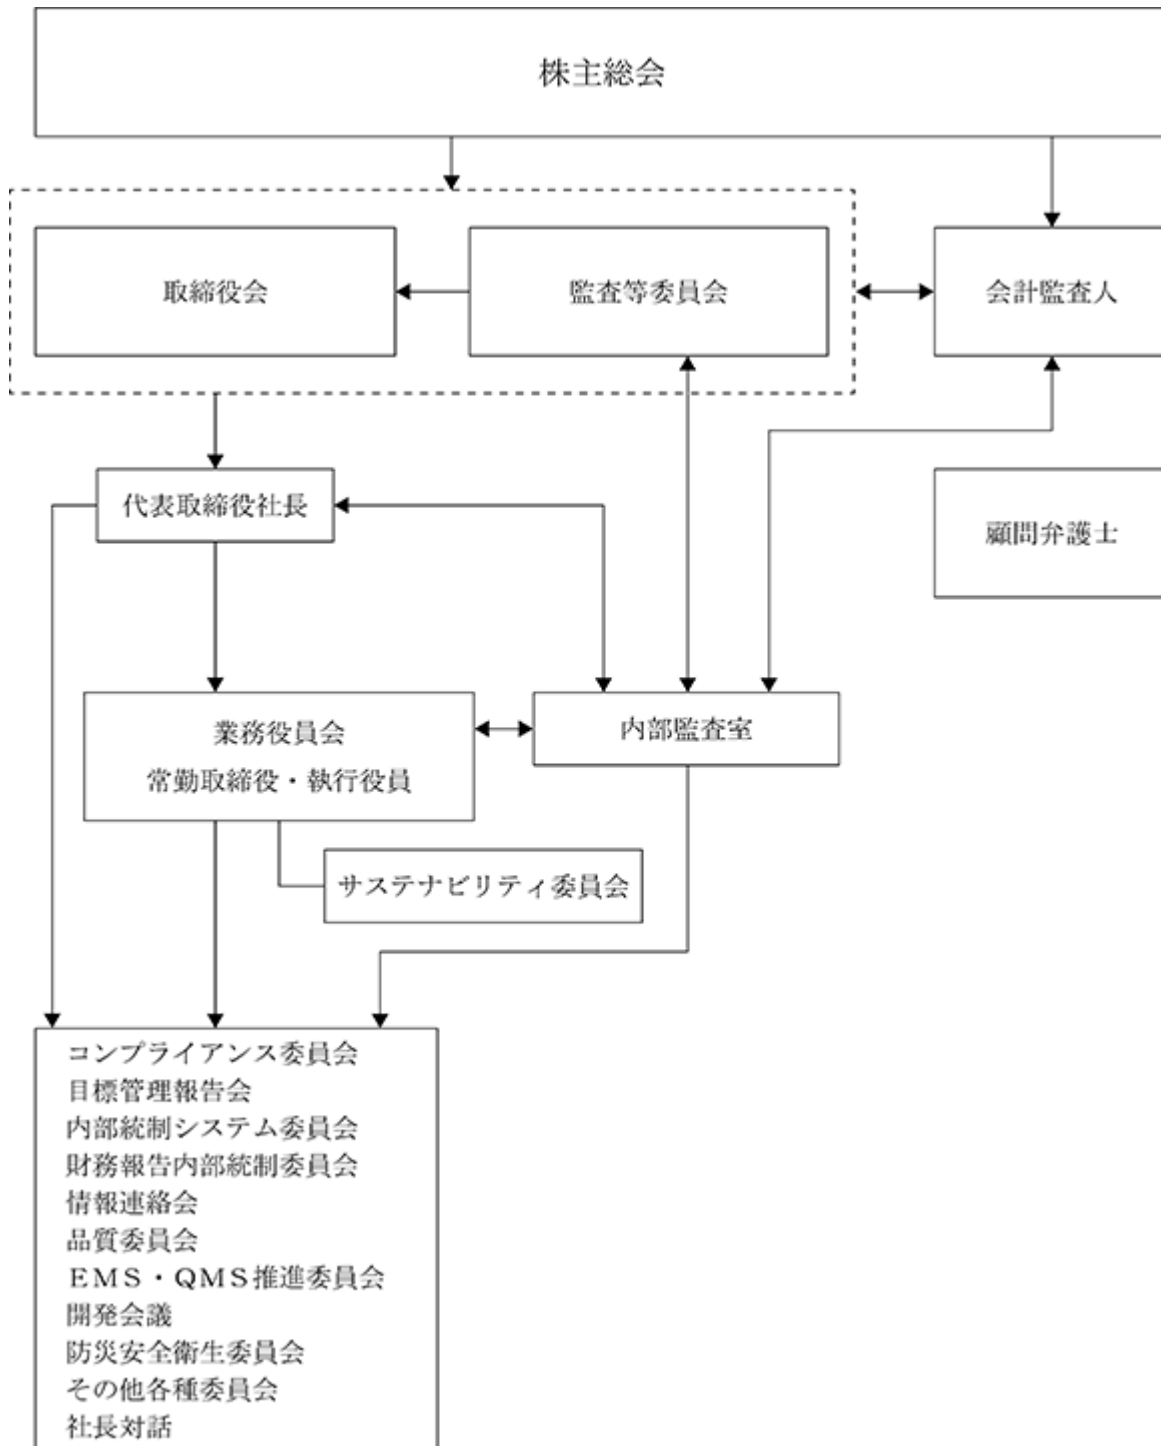 株主総会
取締役会
監査等委員会
会計監査人
代表取締役社長
顧問弁護士
業務役員会
常勤取締役・執行役員
内部監査室
サステナビリティ委員会
コンプライアンス委員会
目標管理報告会
内部統制システム委員会
財務報告内部統制委員会
情報連絡会
品質委員会
ＥＭＳ・ＱＭＳ推進委員会
開発会議
防災安全衛生委員会
その他各種委員会
社長対話